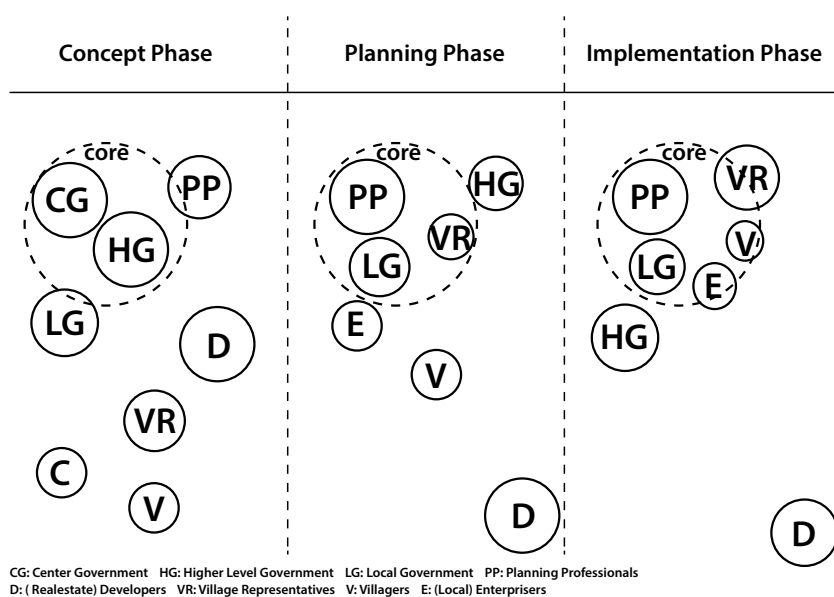 Concept Phase
Planning Phase
Implementation Phase
core
CG
PP
HG
LG
D
VR
C
V
core
PP
HG
VR
LG
E
V
D
core
PP
VR
V
LG
E
HG
D
CG: Center Government HG: Higher Level Government LG: Local Government PP: Planning Professionals
D: ( Realestate) Developers VR: Village Representatives V: Villagers E: (Local) Enterprisers